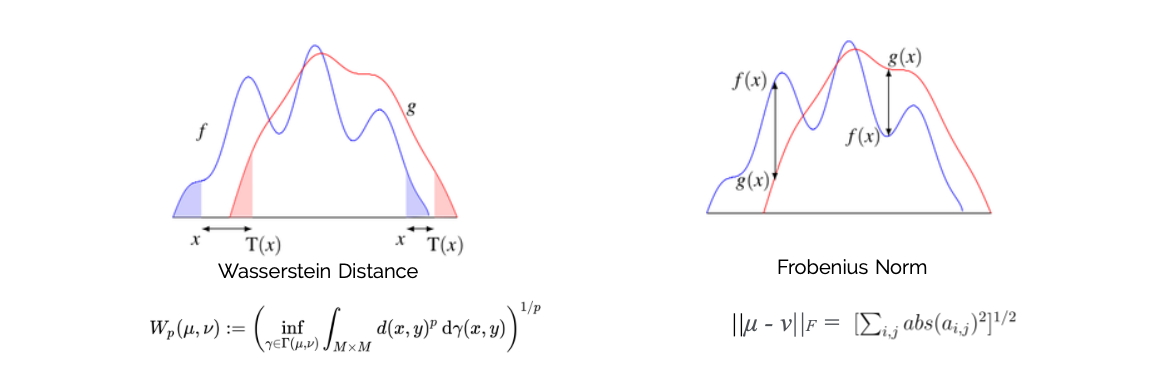 f
g
x
T(x)
x
T(x)
Wasserstein Distance
W_p(μ, ν) := ( inf_{γ∈Γ(μ,ν)} ∫_{M×M} d(x, y)^p dγ(x, y) )^{1/p}
f(x)
g(x)
g(x)
f(x)
Frobenius Norm
||μ - ν||_F = [∑_{i,j} abs(a_{i,j})^2]^{1/2}